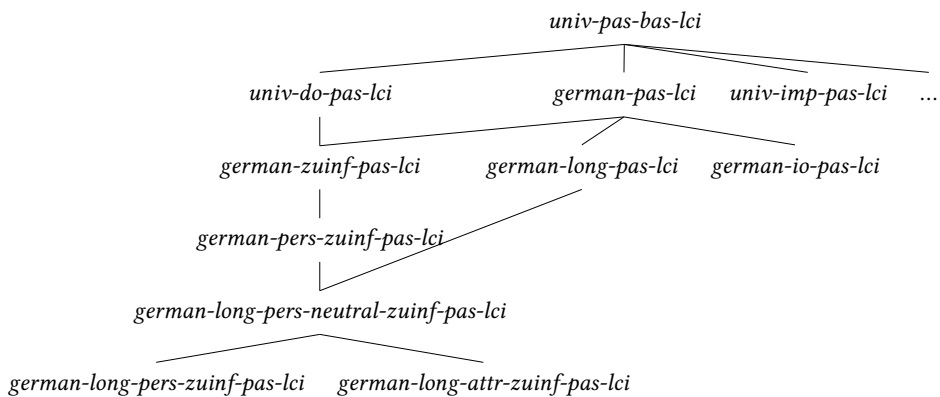 univ-pas-bas-lci
univ-do-pas-lci german-pas-lci univ-imp-pas-lci ...
german-zuinf-pas-lci german-long-pas-lci german-io-pas-lci
german-pers-zuinf-pas-lci
german-long-pers-neutral-zuinf-pas-lci
german-long-pers-zuinf-pas-lci german-long-attr-zuinf-pas-lci